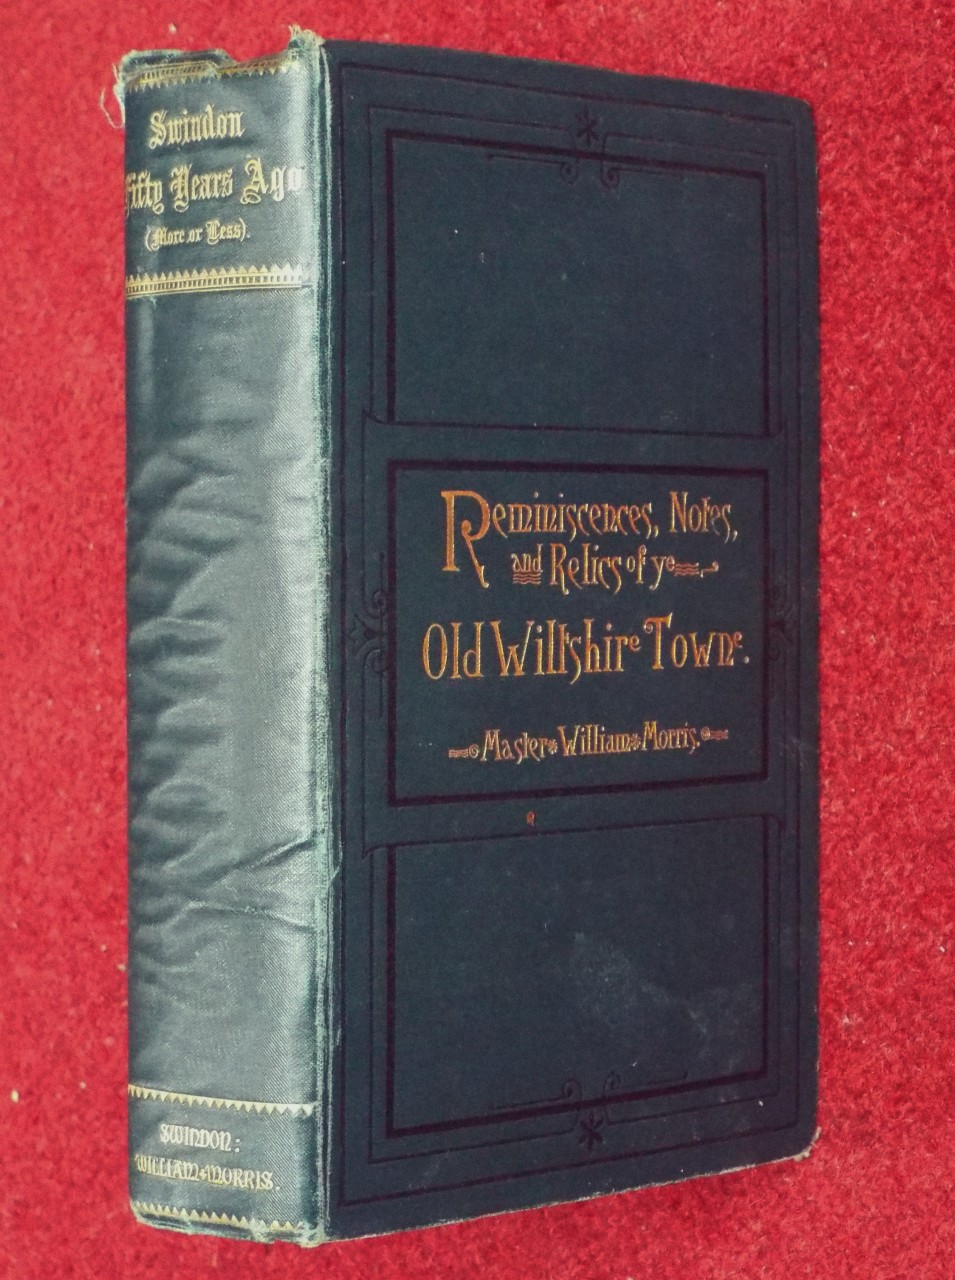 Swindon
Fifty Years Ago
(More or Less).
SWINDON:
WILLIAM MORRIS.
Reminiscences, Notes,
and Relics of ye
Old Wiltshire Towne.
Master William Morris.